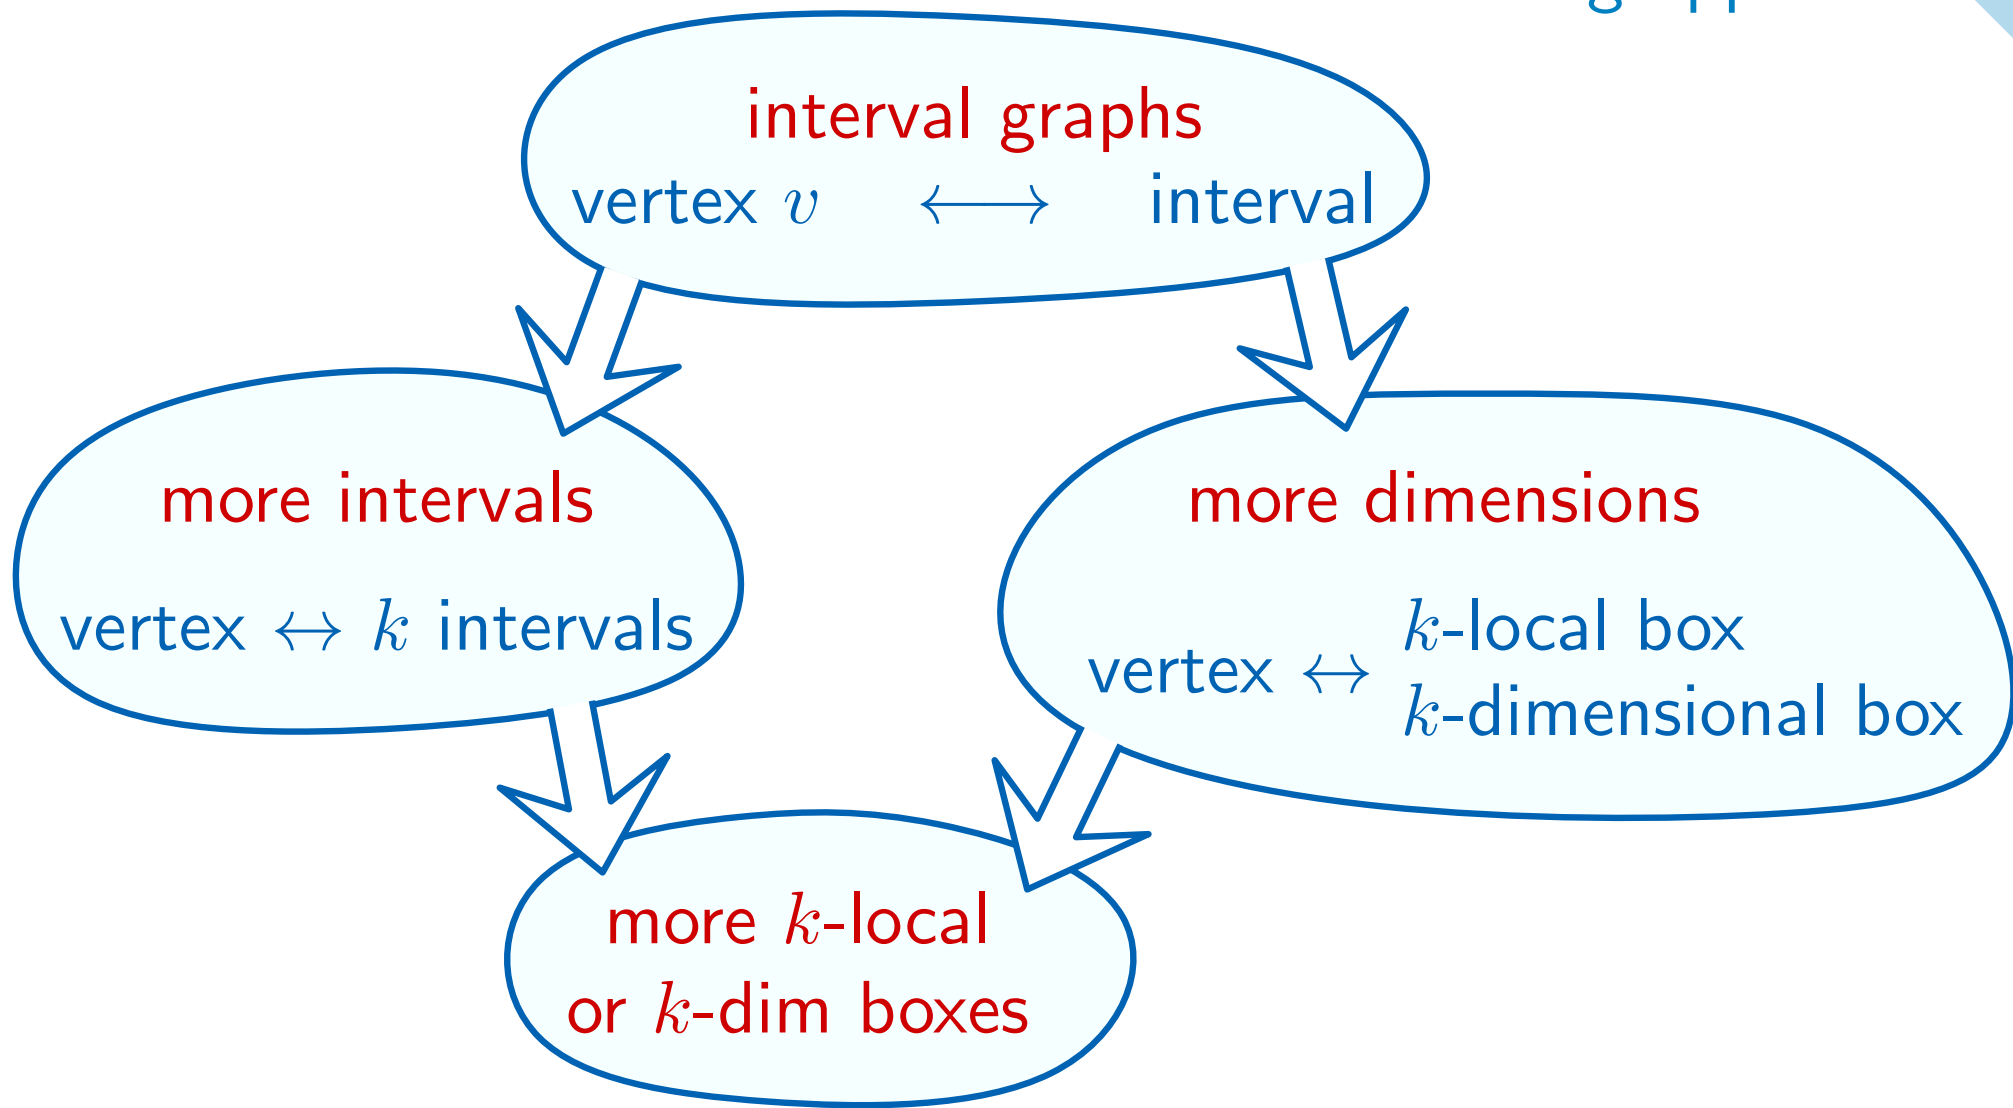 interval graphs
vertex v ⟷ interval
more intervals
vertex ↔ k intervals
more dimensions
vertex ↔ k-local box
k-dimensional box
more k-local
or k-dim boxes